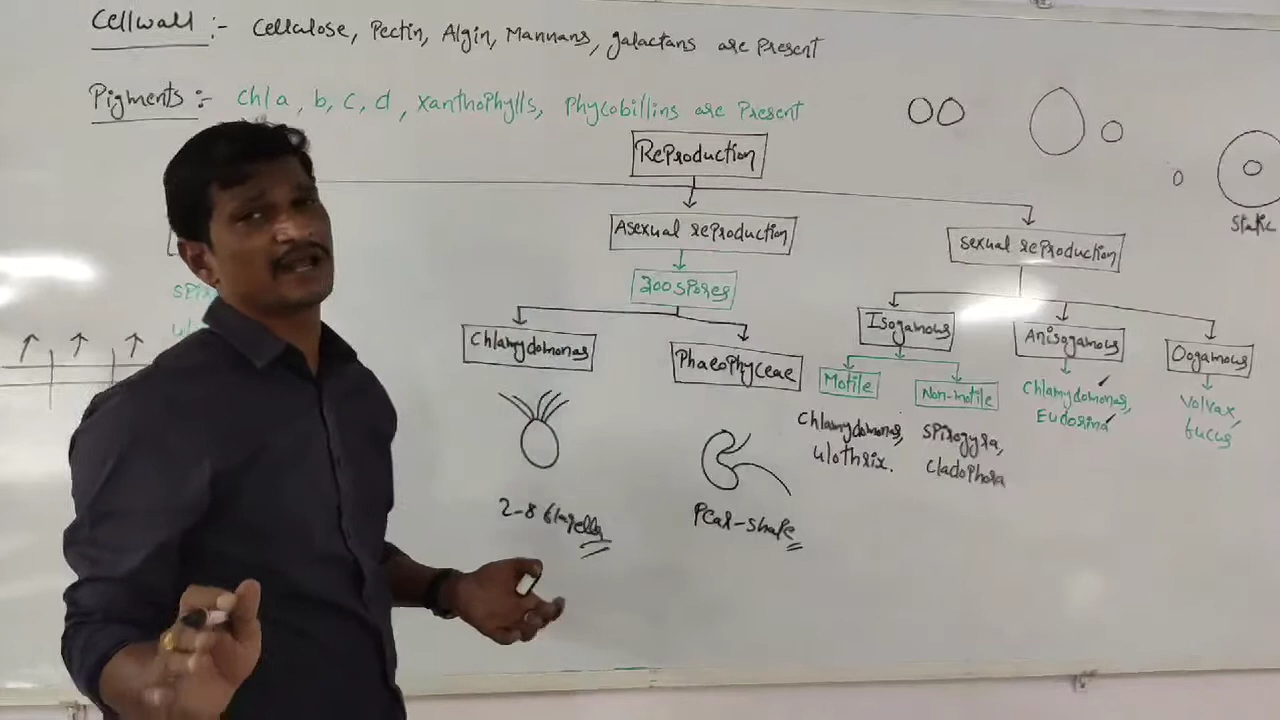 Cellwall :- Cellulose, Pectin, Algin, Mannans, galactans are Present
Pigments :- chl a, b, c, d, xanthophylls, Phycobillins are Present
Reproduction
Asexual reproduction
sexual reproduction
Static
zoospores
Isogamous
Anisogamous
Oogamous
Chlamydomonas
Phaeophyceae
Motile
Non-motile
Chlamydomonas,
Eudorina
Volvax,
fucus
Chlamydomonas,
ulothrix.
Spirogyra,
cladophora
2-8 flagella
Pear-shape